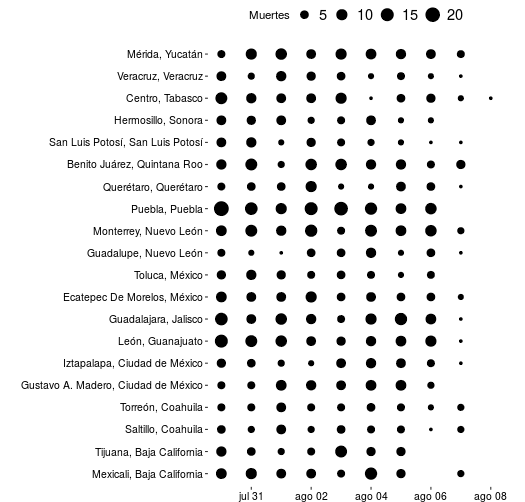 Muertes 5 10 15 20
Mérida, Yucatán
Veracruz, Veracruz
Centro, Tabasco
Hermosillo, Sonora
San Luis Potosí, San Luis Potosí
Benito Juárez, Quintana Roo
Querétaro, Querétaro
Puebla, Puebla
Monterrey, Nuevo León
Guadalupe, Nuevo León
Toluca, México
Ecatepec De Morelos, México
Guadalajara, Jalisco
León, Guanajuato
Iztapalapa, Ciudad de México
Gustavo A. Madero, Ciudad de México
Torreón, Coahuila
Saltillo, Coahuila
Tijuana, Baja California
Mexicali, Baja California
jul 31 ago 02 ago 04 ago 06 ago 08